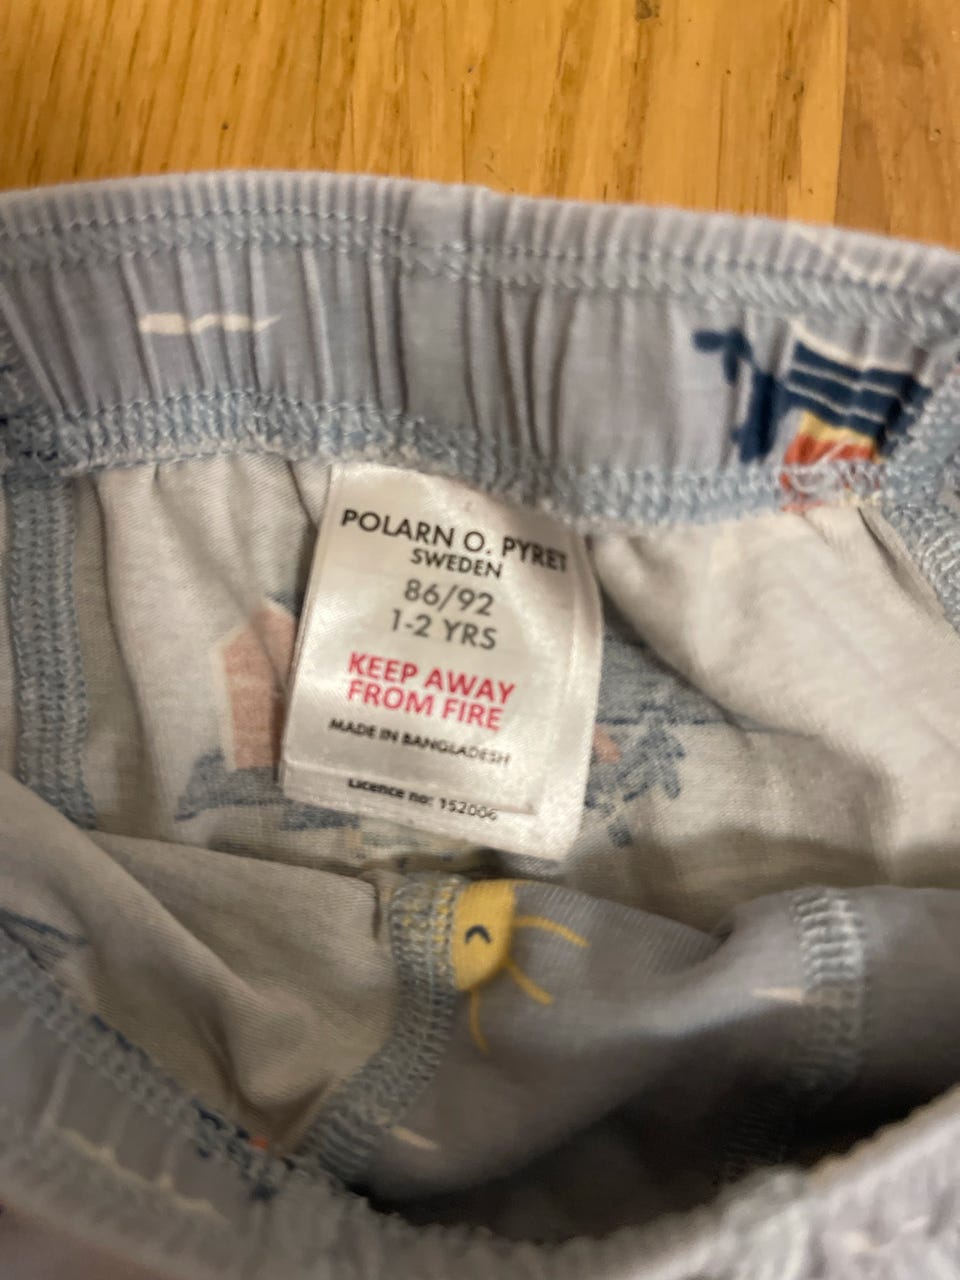 POLARN O. PYRET
SWEDEN
86/92
1-2 YRS
KEEP AWAY
FROM FIRE
MADE IN BANGLADESH
Licence no: 152006